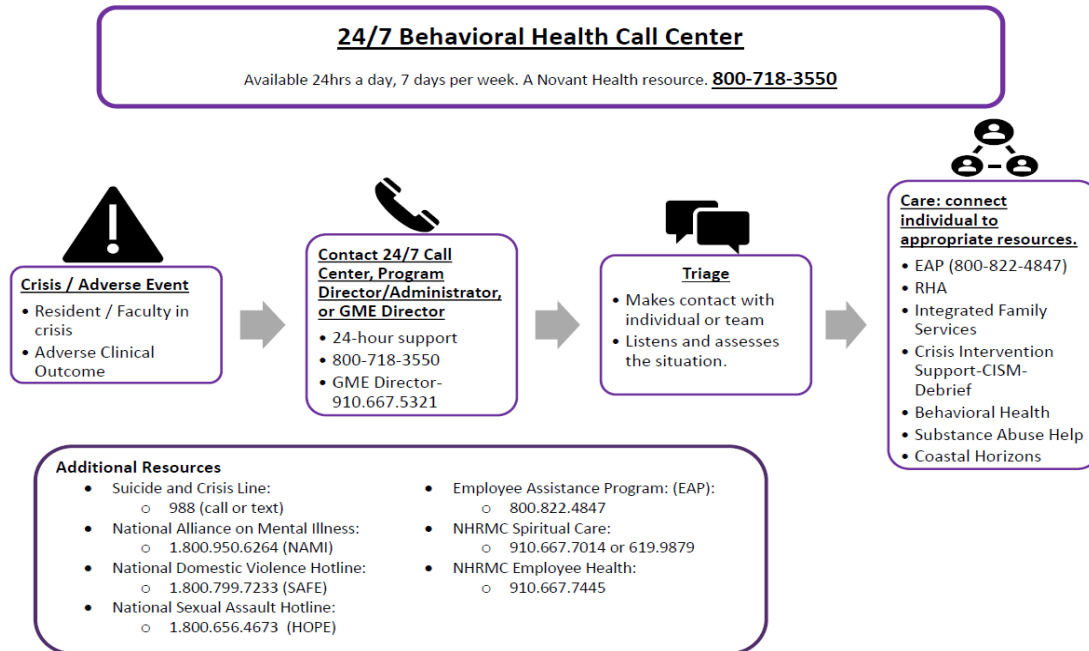 24/7 Behavioral Health Call Center
Available 24hrs a day, 7 days per week. A Novant Health resource. 800-718-3550
Crisis / Adverse Event
• Resident / Faculty in
crisis
• Adverse Clinical
Outcome
Contact 24/7 Call
Center, Program
Director/Administrator,
or GME Director
• 24-hour support
• 800-718-3550
• GME Director-
910.667.5321
Triage
• Makes contact with
individual or team
• Listens and assesses
the situation.
Care: connect
individual to
appropriate resources.
• EAP (800-822-4847)
• RHA
• Integrated Family
Services
• Crisis Intervention
Support-CISM-
Debrief
• Behavioral Health
• Substance Abuse Help
• Coastal Horizons
Additional Resources
• Suicide and Crisis Line:
o 988 (call or text)
• National Alliance on Mental Illness:
o 1.800.950.6264 (NAMI)
• National Domestic Violence Hotline:
o 1.800.799.7233 (SAFE)
• National Sexual Assault Hotline:
o 1.800.656.4673 (HOPE)
• Employee Assistance Program: (EAP):
o 800.822.4847
• NHRMC Spiritual Care:
o 910.667.7014 or 619.9879
• NHRMC Employee Health:
o 910.667.7445